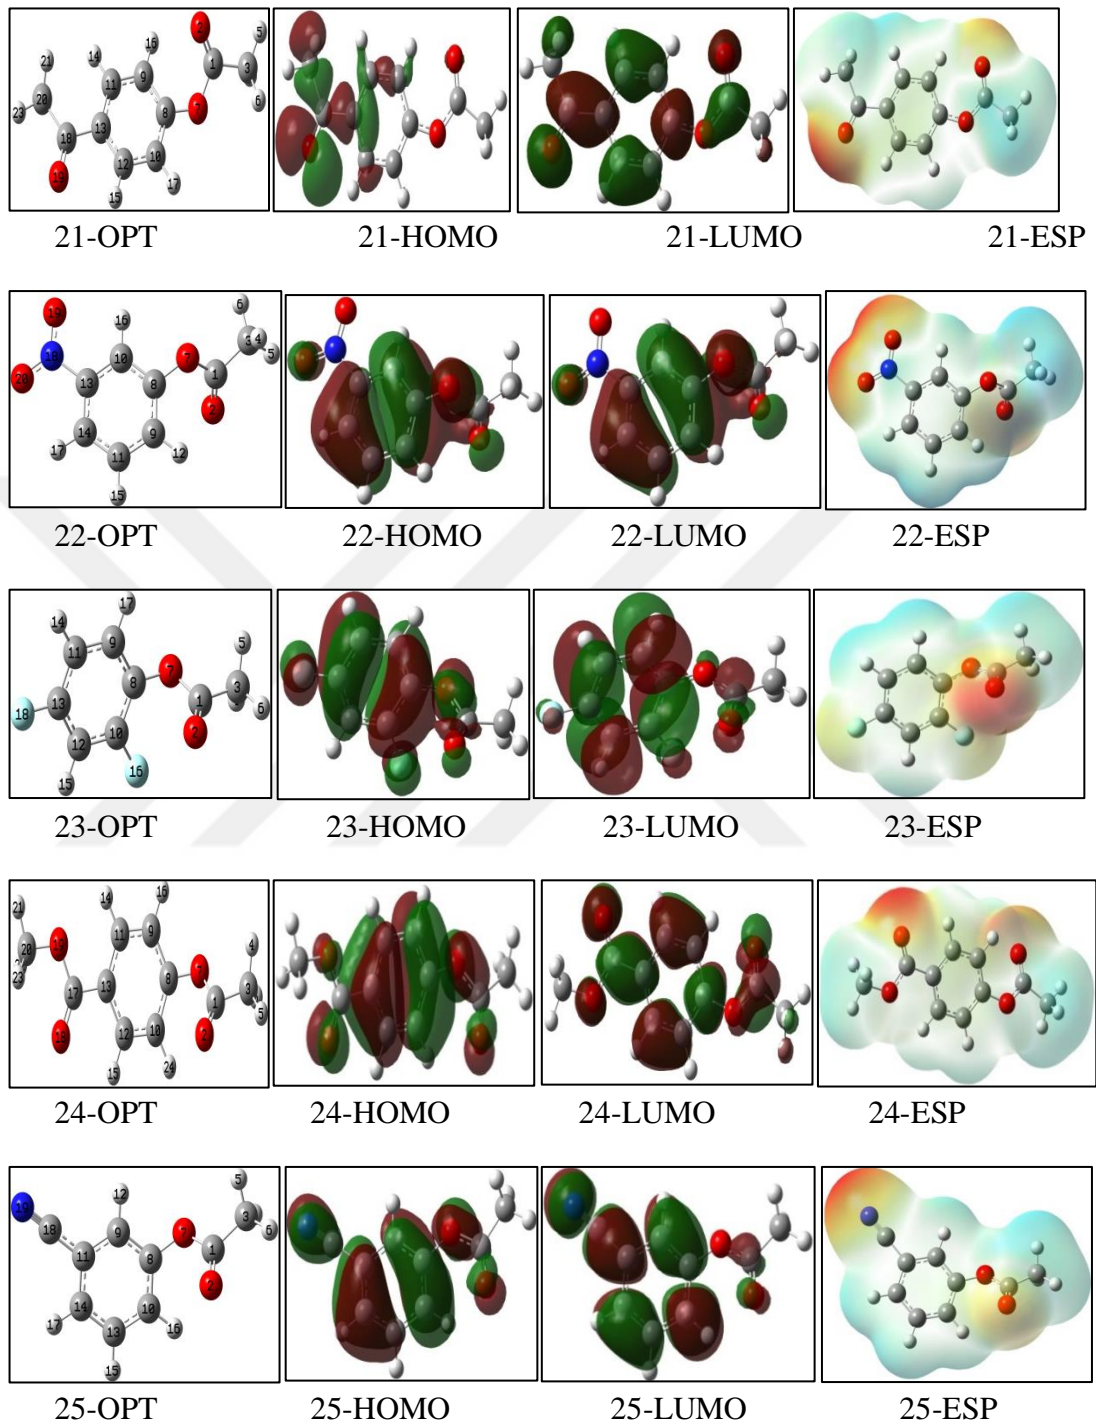 21-OPT 21-HOMO 21-LUMO 21-ESP
22-OPT 22-HOMO 22-LUMO 22-ESP
23-OPT 23-HOMO 23-LUMO 23-ESP
24-OPT 24-HOMO 24-LUMO 24-ESP
25-OPT 25-HOMO 25-LUMO 25-ESP